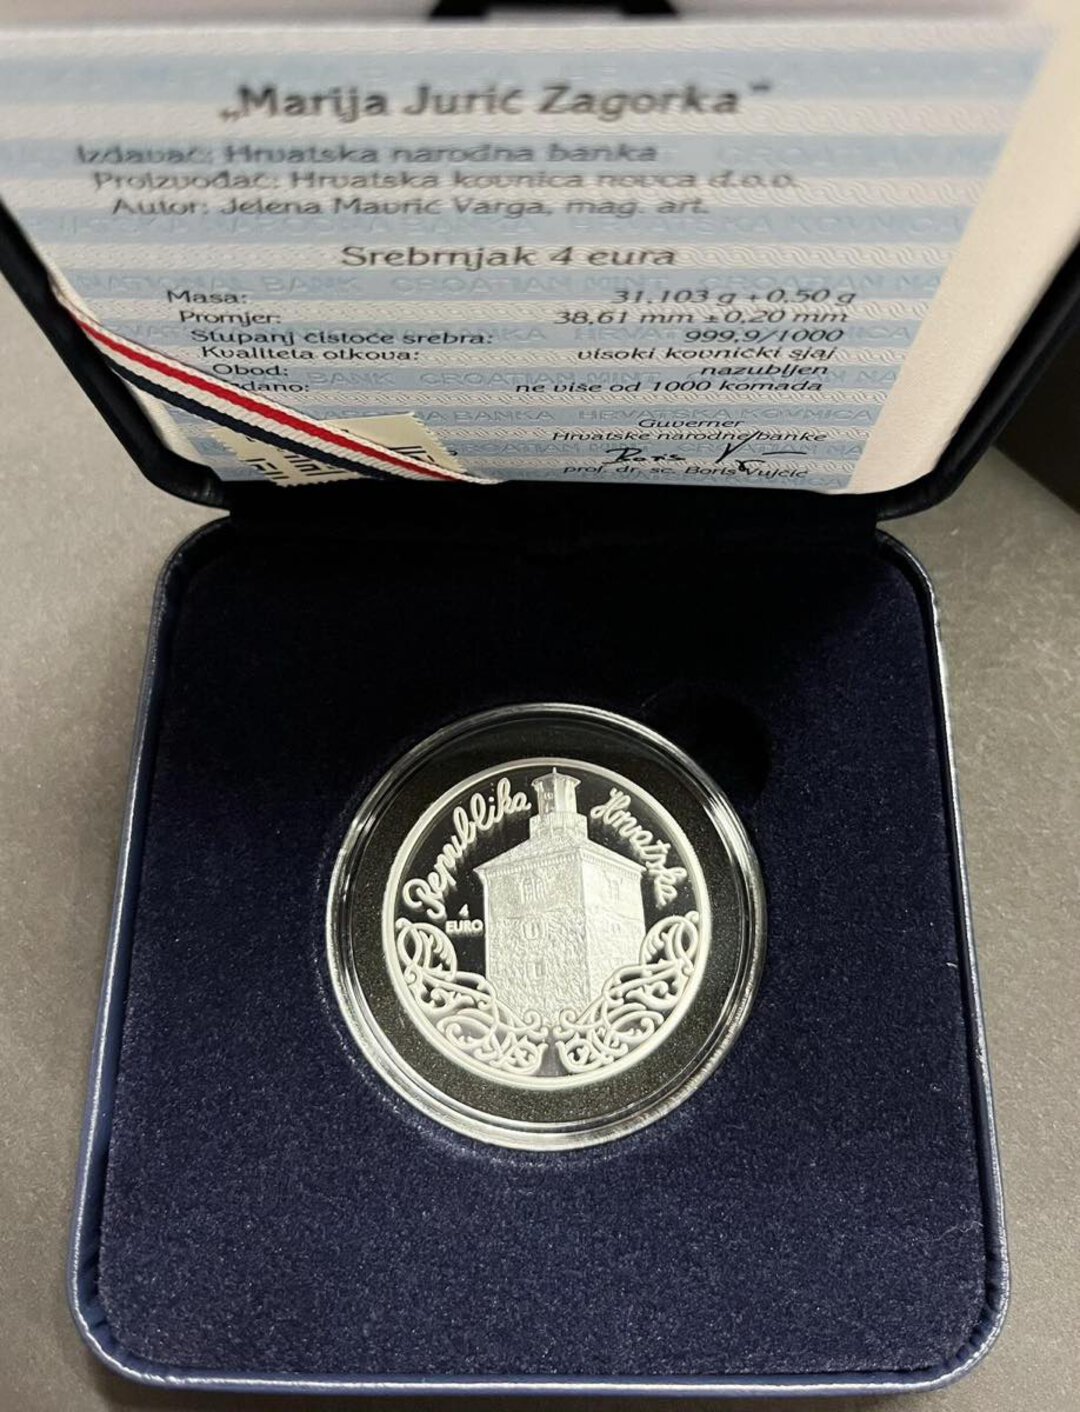 „Marija Jurić Zagorka“
Izdavač: Hrvatska narodna banka
Proizvođač: Hrvatska kovnica novca d.o.o.
Autor: Jelena Mavrić Varga, mag. art.
Srebrnjak 4 eura
Masa: 31,103 g +0,50 g
Promjer: 38,61 mm ±0,20 mm
Stupanj čistoće srebra: 999,9/1000
Kvaliteta otkova: visoki kovnički sjaj
Obod: nazubljen
dano: ne više od 1000 komada
Guverner
Hrvatske narodne banke
prof. dr. sc. Boris Vujčić
Republika Hrvatska
4
EURO